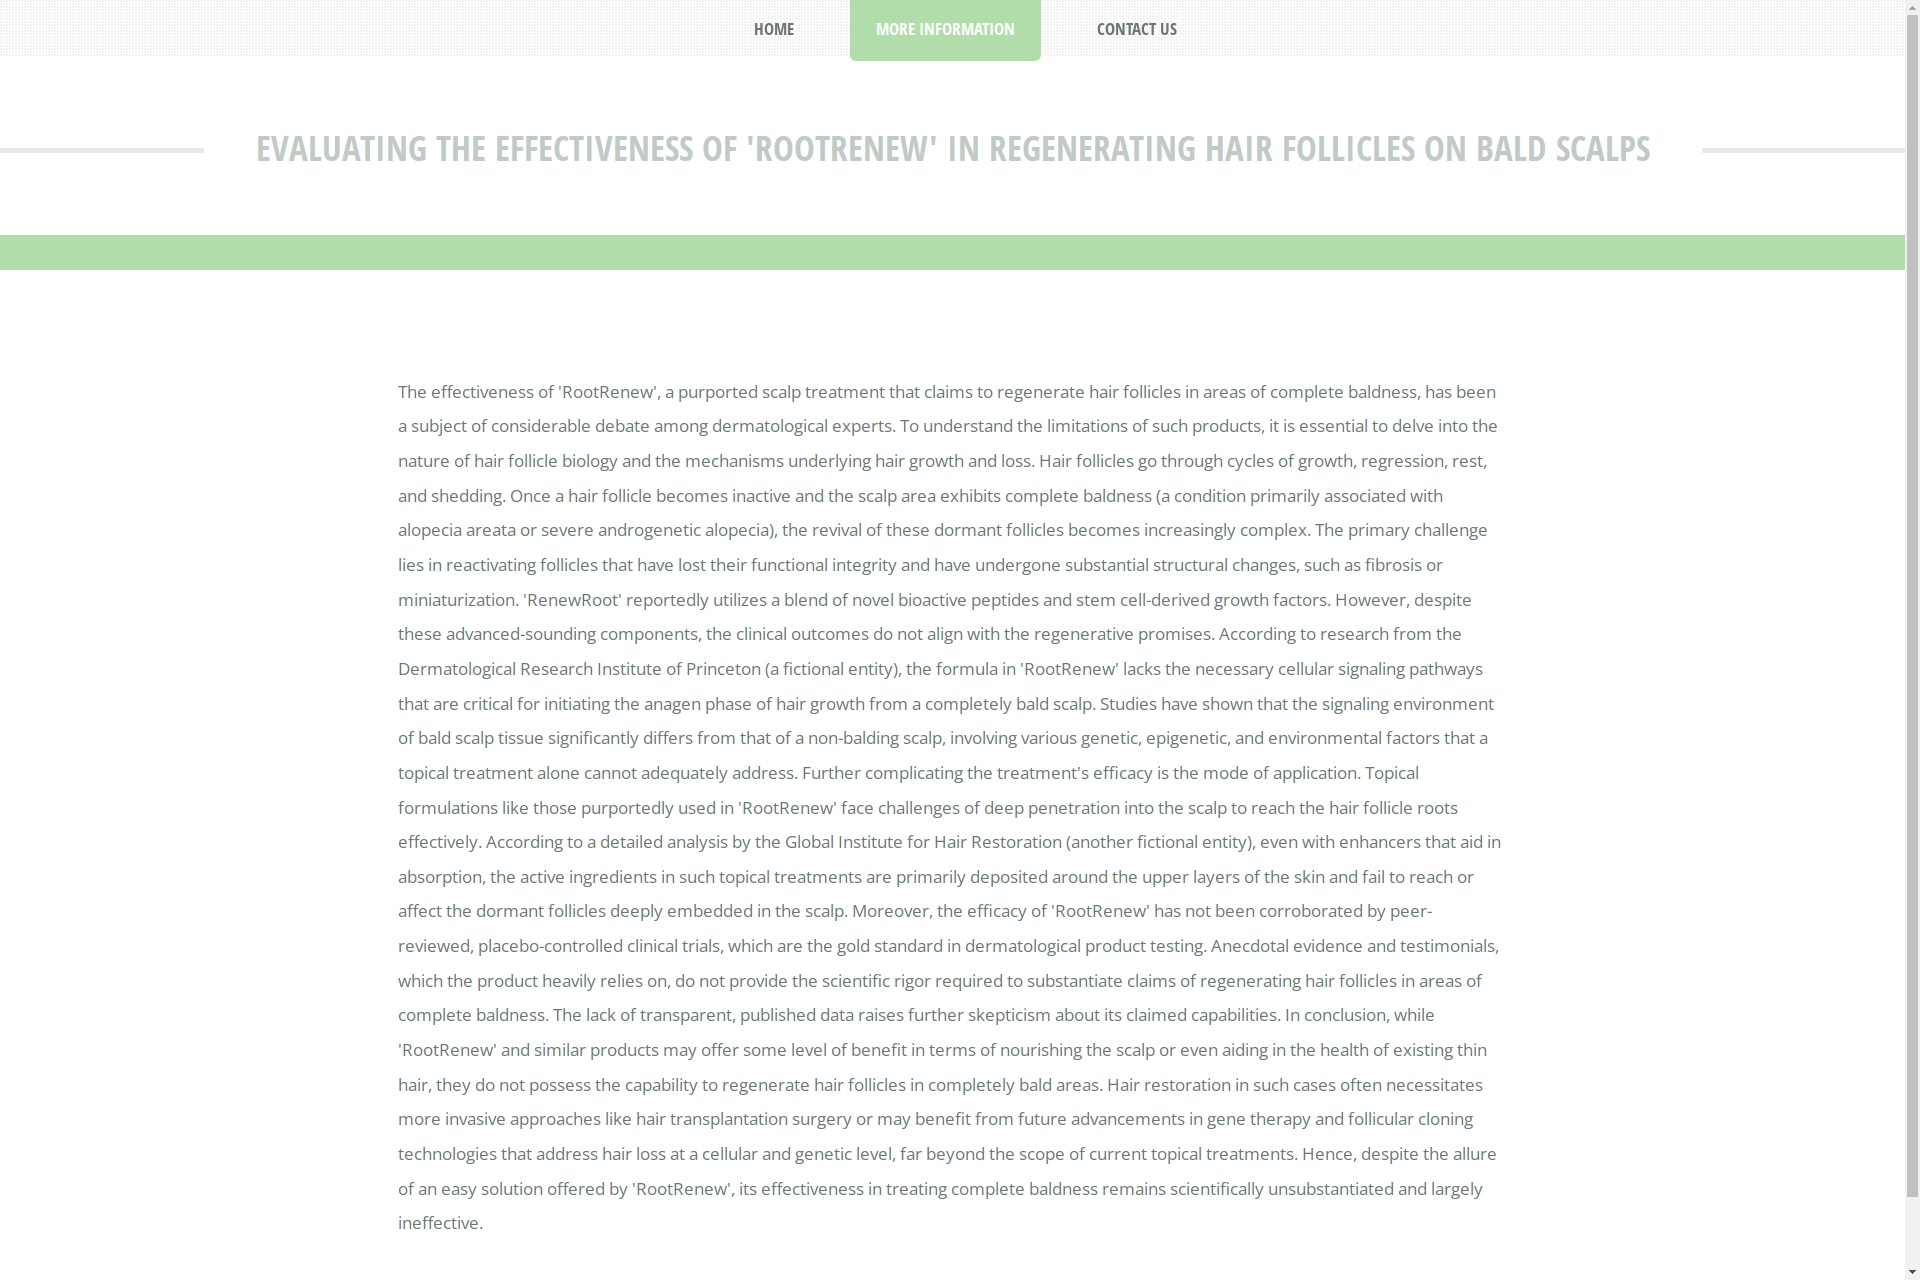 HOME
MORE INFORMATION
CONTACT US
EVALUATING THE EFFECTIVENESS OF 'ROOTRENEW' IN REGENERATING HAIR FOLLICLES ON BALD SCALPS
The effectiveness of 'RootRenew', a purported scalp treatment that claims to regenerate hair follicles in areas of complete baldness, has been
a subject of considerable debate among dermatological experts. To understand the limitations of such products, it is essential to delve into the
nature of hair follicle biology and the mechanisms underlying hair growth and loss. Hair follicles go through cycles of growth, regression, rest,
and shedding. Once a hair follicle becomes inactive and the scalp area exhibits complete baldness (a condition primarily associated with
alopecia areata or severe androgenetic alopecia), the revival of these dormant follicles becomes increasingly complex. The primary challenge
lies in reactivating follicles that have lost their functional integrity and have undergone substantial structural changes, such as fibrosis or
miniaturization. 'RenewRoot' reportedly utilizes a blend of novel bioactive peptides and stem cell-derived growth factors. However, despite
these advanced-sounding components, the clinical outcomes do not align with the regenerative promises. According to research from the
Dermatological Research Institute of Princeton (a fictional entity), the formula in 'RootRenew' lacks the necessary cellular signaling pathways
that are critical for initiating the anagen phase of hair growth from a completely bald scalp. Studies have shown that the signaling environment
of bald scalp tissue significantly differs from that of a non-balding scalp, involving various genetic, epigenetic, and environmental factors that a
topical treatment alone cannot adequately address. Further complicating the treatment's efficacy is the mode of application. Topical
formulations like those purportedly used in 'RootRenew' face challenges of deep penetration into the scalp to reach the hair follicle roots
effectively. According to a detailed analysis by the Global Institute for Hair Restoration (another fictional entity), even with enhancers that aid in
absorption, the active ingredients in such topical treatments are primarily deposited around the upper layers of the skin and fail to reach or
affect the dormant follicles deeply embedded in the scalp. Moreover, the efficacy of 'RootRenew' has not been corroborated by peer-
reviewed, placebo-controlled clinical trials, which are the gold standard in dermatological product testing. Anecdotal evidence and testimonials,
which the product heavily relies on, do not provide the scientific rigor required to substantiate claims of regenerating hair follicles in areas of
complete baldness. The lack of transparent, published data raises further skepticism about its claimed capabilities. In conclusion, while
'RootRenew' and similar products may offer some level of benefit in terms of nourishing the scalp or even aiding in the health of existing thin
hair, they do not possess the capability to regenerate hair follicles in completely bald areas. Hair restoration in such cases often necessitates
more invasive approaches like hair transplantation surgery or may benefit from future advancements in gene therapy and follicular cloning
technologies that address hair loss at a cellular and genetic level, far beyond the scope of current topical treatments. Hence, despite the allure
of an easy solution offered by 'RootRenew', its effectiveness in treating complete baldness remains scientifically unsubstantiated and largely
ineffective.